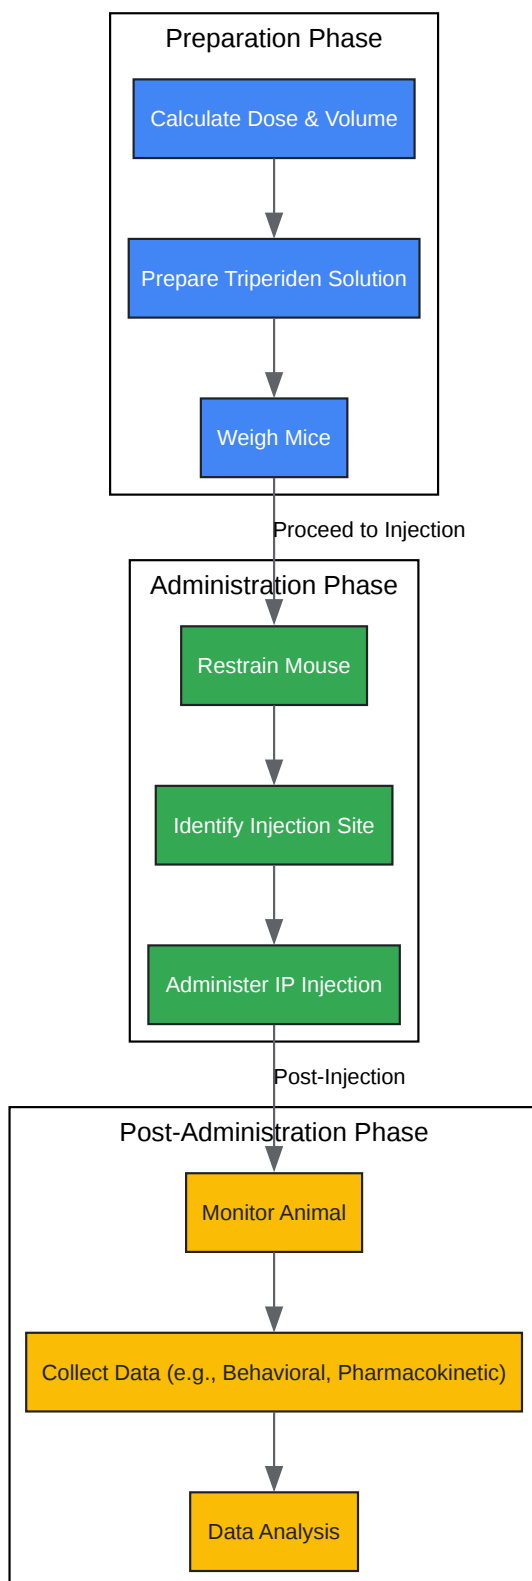 Preparation Phase
Calculate Dose & Volume
Prepare Triperiden Solution
Weigh Mice
Proceed to Injection
Administration Phase
Restrain Mouse
Identify Injection Site
Administer IP Injection
Post-Injection
Post-Administration Phase
Monitor Animal
Collect Data (e.g., Behavioral, Pharmacokinetic)
Data Analysis